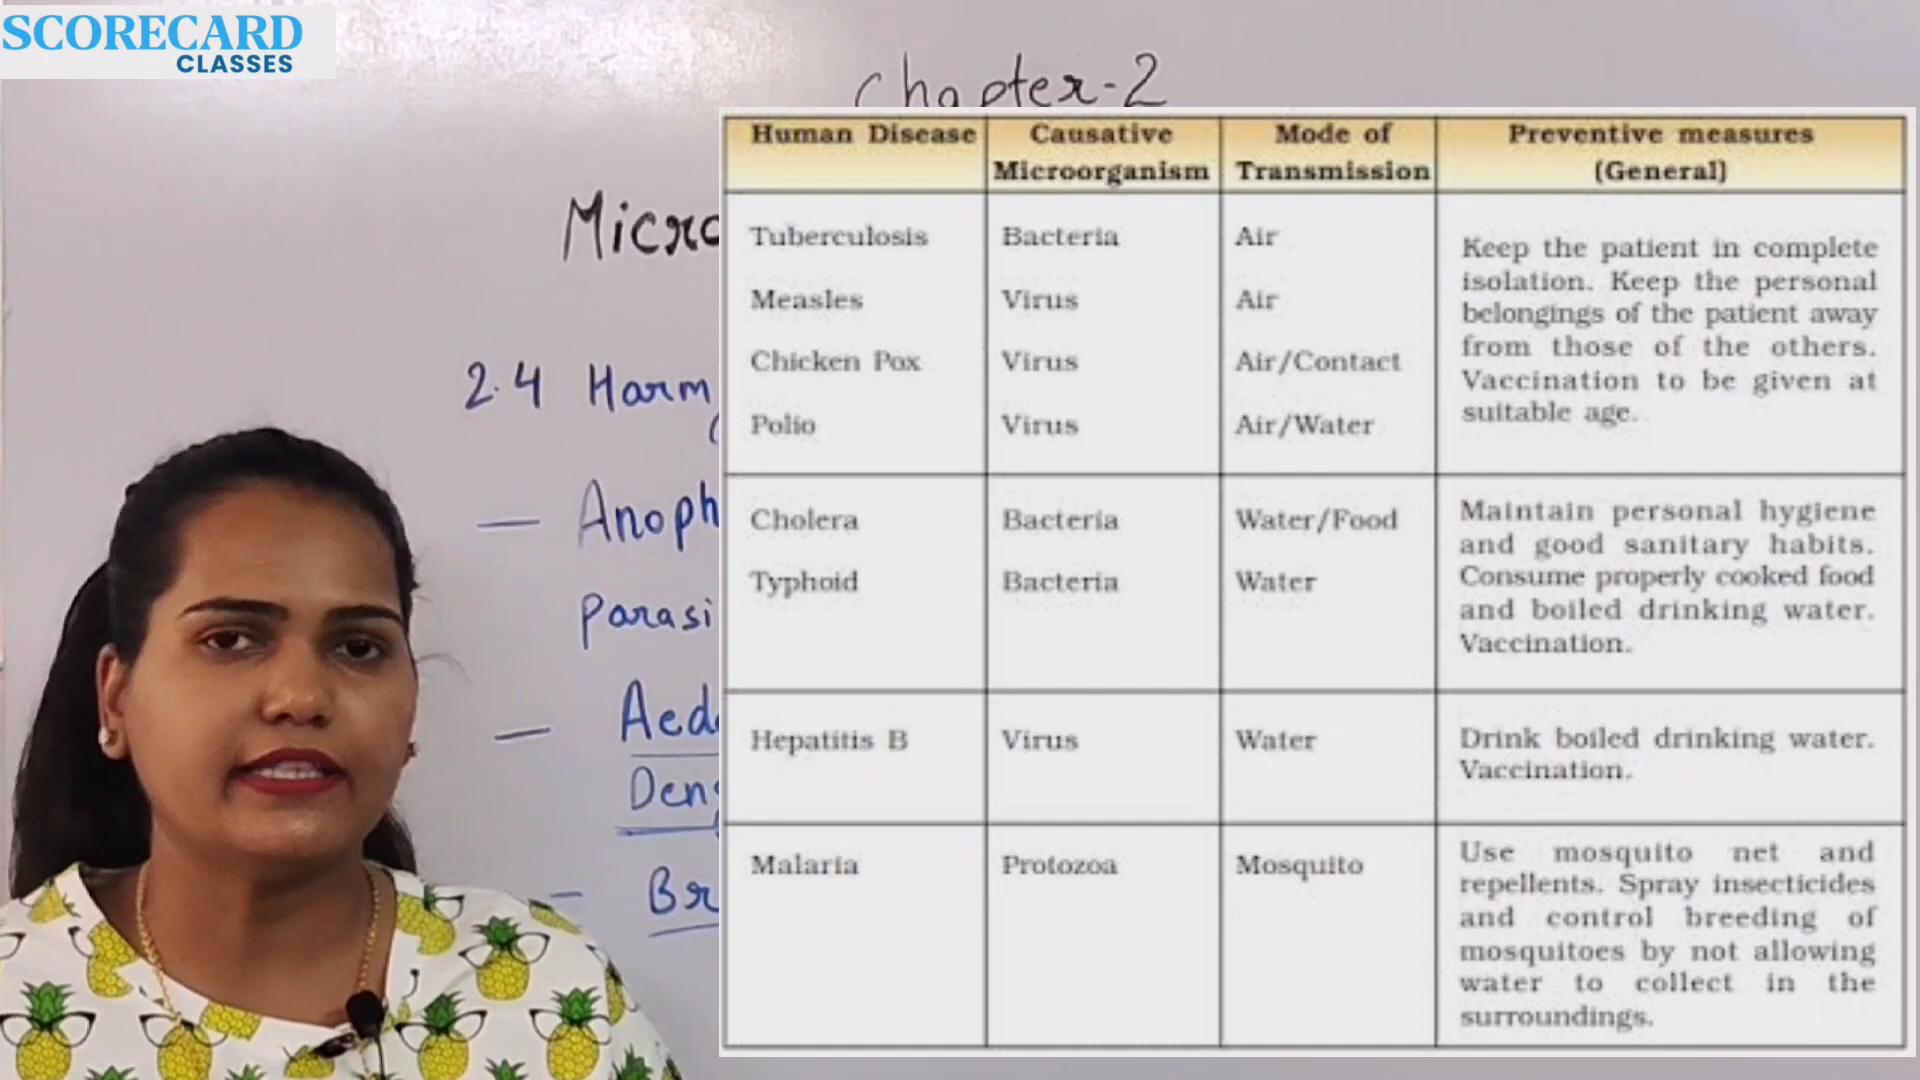 SCORECARD
CLASSES
Chapter-2
Micro
2.4 Harm
— Anoph
parasi
— Aed
Den
- Br
Human Disease
Causative
Microorganism
Mode of
Transmission
Preventive measures
(General)
Tuberculosis
Bacteria
Air
Measles
Virus
Air
Chicken Pox
Virus
Air/Contact
Polio
Virus
Air/Water
Keep the patient in complete
isolation. Keep the personal
belongings of the patient away
from those of the others.
Vaccination to be given at
suitable age.
Cholera
Bacteria
Water/Food
Typhoid
Bacteria
Water
Maintain personal hygiene
and good sanitary habits.
Consume properly cooked food
and boiled drinking water.
Vaccination.
Hepatitis B
Virus
Water
Drink boiled drinking water.
Vaccination.
Malaria
Protozoa
Mosquito
Use mosquito net and
repellents. Spray insecticides
and control breeding of
mosquitoes by not allowing
water to collect in the
surroundings.